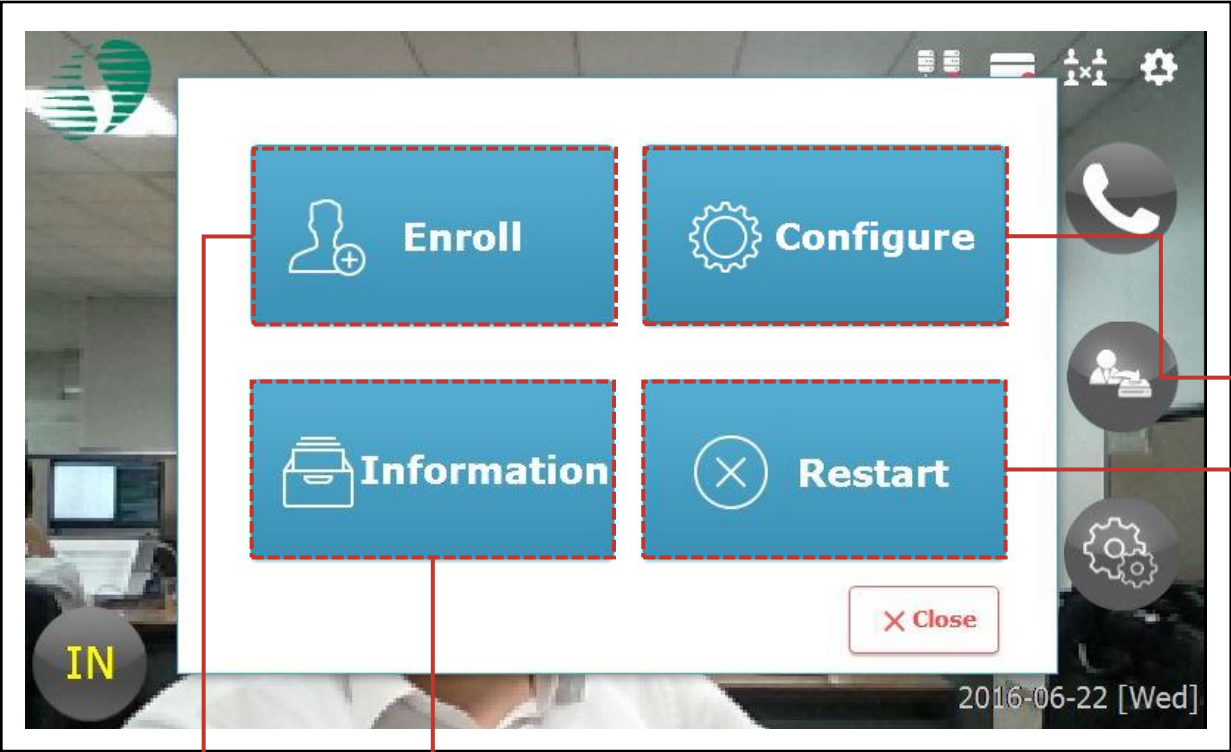 Enroll
Configure
Information
Restart
Close
IN
2016-06-22 [Wed]